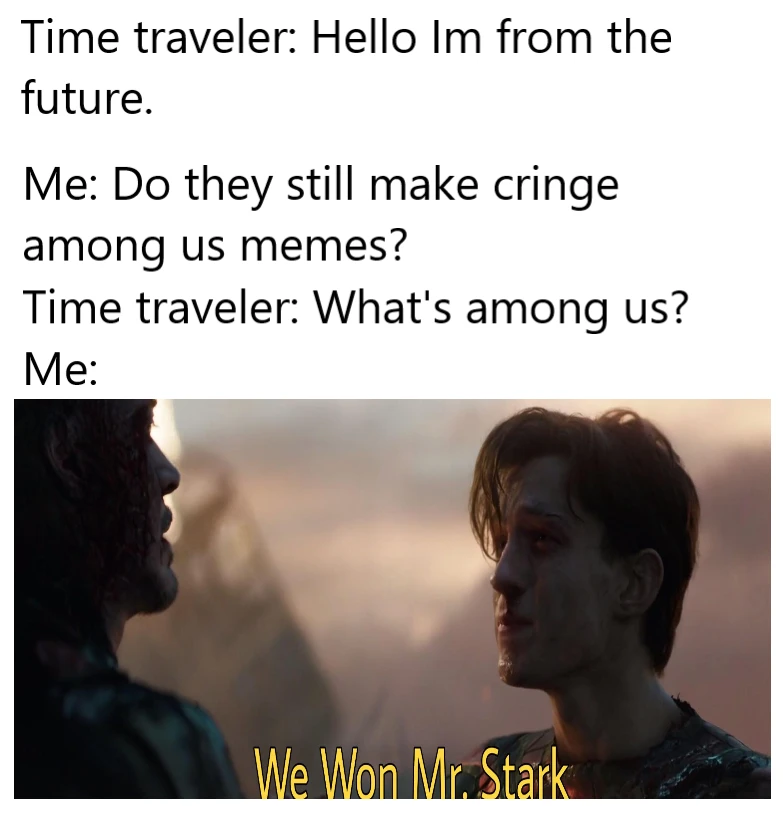 Time traveler: Hello Im from the
future.
Me: Do they still make cringe
among us memes?
Time traveler: What's among us?
Me:
We Won Mr. Stark